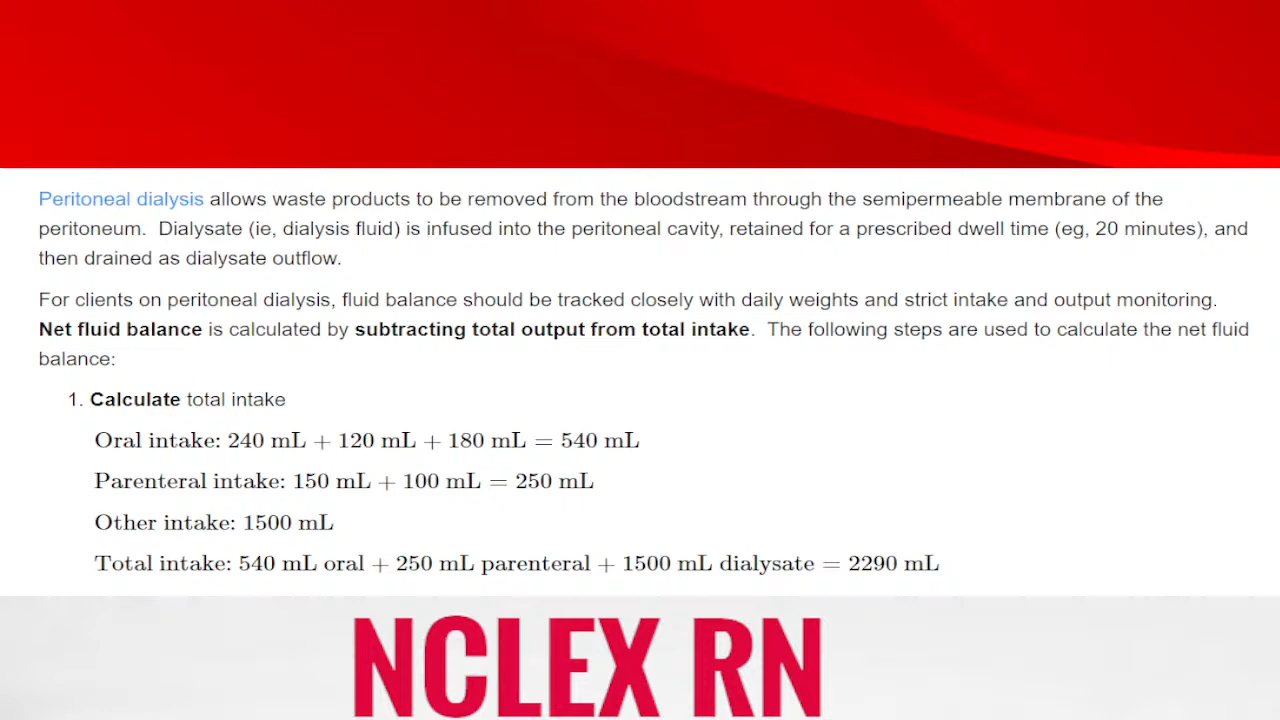 Peritoneal dialysis allows waste products to be removed from the bloodstream through the semipermeable membrane of the
peritoneum.  Dialysate (ie, dialysis fluid) is infused into the peritoneal cavity, retained for a prescribed dwell time (eg, 20 minutes), and
then drained as dialysate outflow.
For clients on peritoneal dialysis, fluid balance should be tracked closely with daily weights and strict intake and output monitoring.
Net fluid balance is calculated by subtracting total output from total intake.  The following steps are used to calculate the net fluid
balance:
1. Calculate total intake
Oral intake: 240 mL + 120 mL + 180 mL = 540 mL
Parenteral intake: 150 mL + 100 mL = 250 mL
Other intake: 1500 mL
Total intake: 540 mL oral + 250 mL parenteral + 1500 mL dialysate = 2290 mL
NCLEX RN